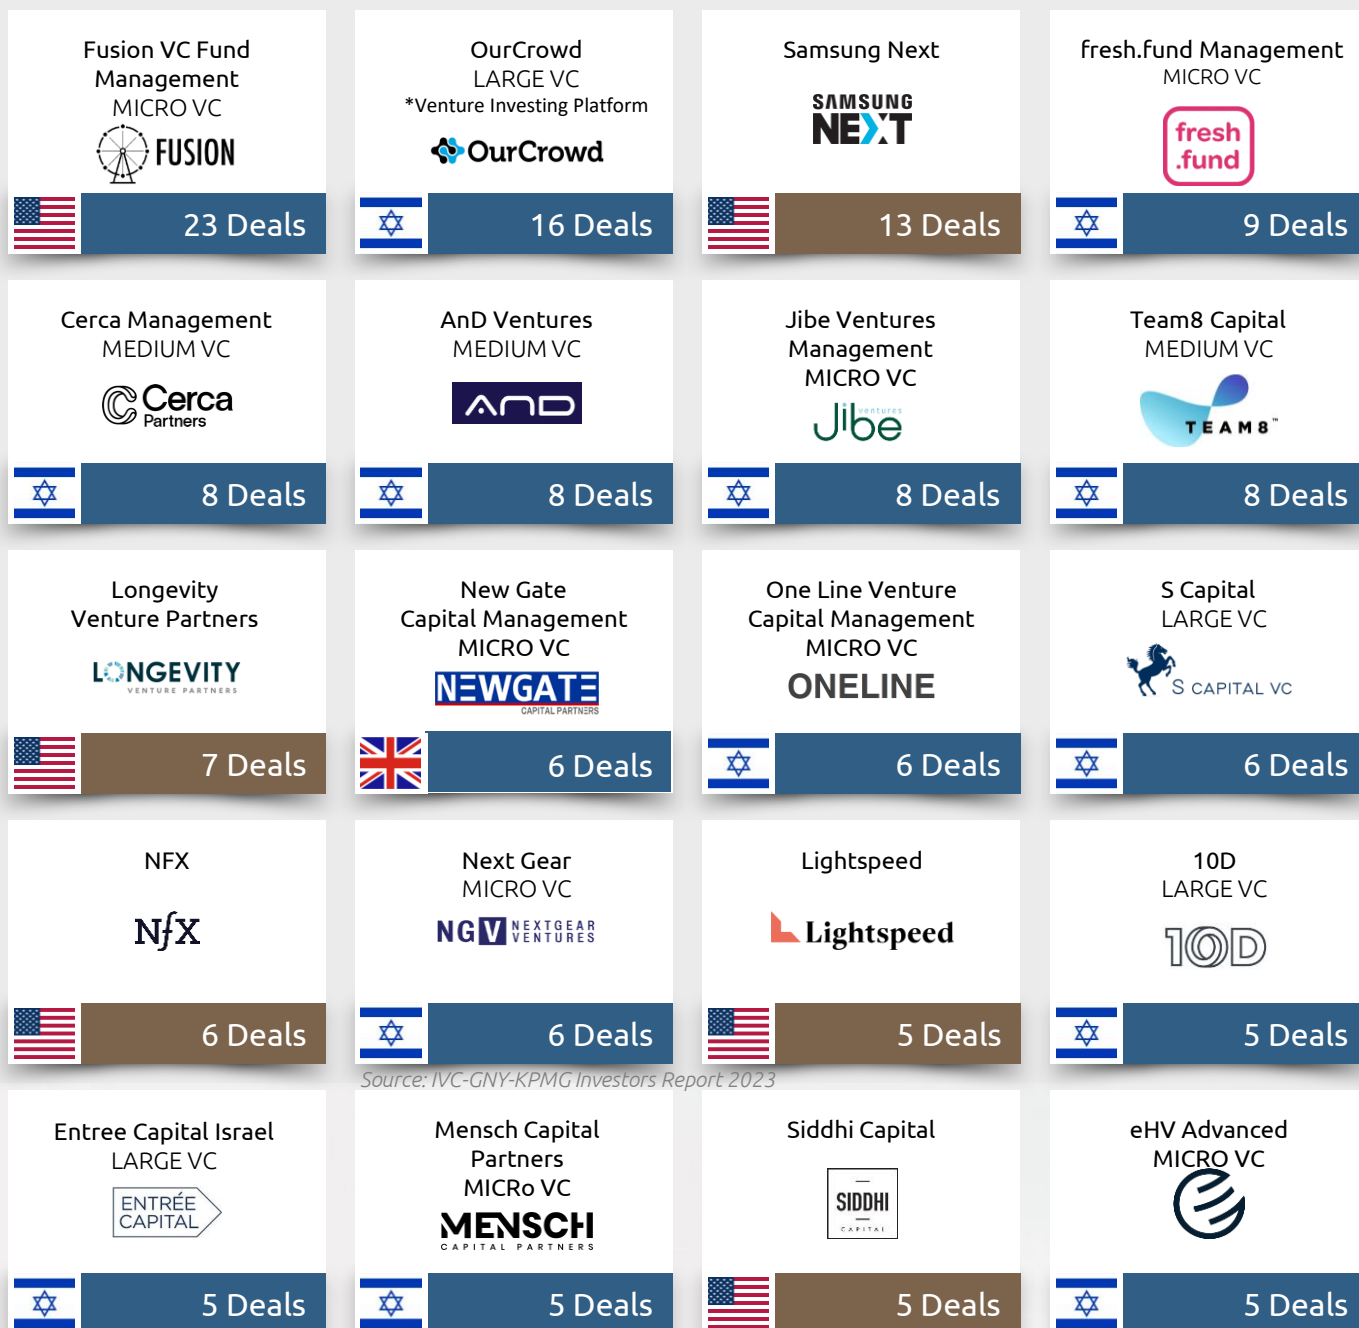 Fusion VC Fund
Management
MICRO VC
FUSION
23 Deals
OurCrowd
LARGE VC
*Venture Investing Platform
OurCrowd
16 Deals
Samsung Next
SAMSUNG
NEXT
13 Deals
fresh.fund Management
MICRO VC
fresh
.fund
9 Deals
Cerca Management
MEDIUM VC
Cerca
Partners
8 Deals
AnD Ventures
MEDIUM VC
AND
8 Deals
Jibe Ventures
Management
MICRO VC
Jibe
ventures
8 Deals
Team8 Capital
MEDIUM VC
TEAM8™
8 Deals
Longevity
Venture Partners
LONGEVITY
VENTURE PARTNERS
7 Deals
New Gate
Capital Management
MICRO VC
NEWGATE
CAPITAL PARTNERS
6 Deals
One Line Venture
Capital Management
MICRO VC
ONELINE
6 Deals
S Capital
LARGE VC
S CAPITAL VC
6 Deals
NFX
NfX
6 Deals
Next Gear
MICRO VC
NGV NEXTGEAR
VENTURES
6 Deals
Lightspeed
Lightspeed
5 Deals
10D
LARGE VC
10D
5 Deals
Source: IVC-GNY-KPMG Investors Report 2023
Entree Capital Israel
LARGE VC
ENTRÉE
CAPITAL
5 Deals
Mensch Capital
Partners
MICRo VC
MENSCH
CAPITAL PARTNERS
5 Deals
Siddhi Capital
SIDDHI
CAPITAL
5 Deals
eHV Advanced
MICRO VC
5 Deals